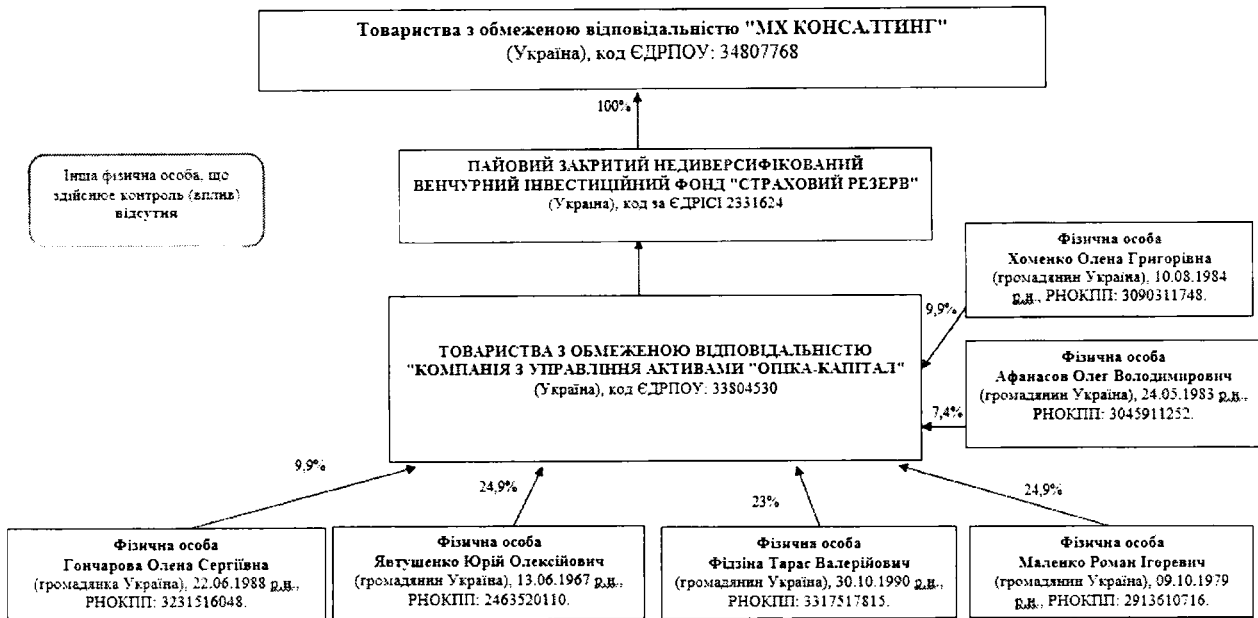 Товариства з обмеженою відповідальністю "МХ КОНСАЛТИНГ"
(Україна), код ЄДРПОУ: 34807768
100%
Інша фізична особа, що
здійснює контроль (вплив)
відсутня
ПАЙОВИЙ ЗАКРИТИЙ НЕДИВЕРСИФІКОВАНИЙ
ВЕНЧУРНИЙ ІНВЕСТИЦІЙНИЙ ФОНД "СТРАХОВИЙ РЕЗЕРВ"
(Україна), код за ЄДРІСІ 2331624
Фізична особа
Хоменко Олена Григорівна
(громадянин Україна), 10.08.1984
р.н., РНОКПП: 3090311748.
9,9%
ТОВАРИСТВА З ОБМЕЖЕНОЮ ВІДПОВІДАЛЬНІСТЮ
"КОМПАНІЯ З УПРАВЛІННЯ АКТИВАМИ "ОПІКА-КАПІТАЛ"
(Україна), код ЄДРПОУ: 33804530
Фізична особа
Афанасов Олег Володимирович
(громадянин Україна), 24.05.1983 р.н.,
РНОКПП: 3045911252.
7,4%
9,9%
24,9%
23%
24,9%
Фізична особа
Гончарова Олена Сергіївна
(громадянка Україна), 22.06.1988 р.н.,
РНОКПП: 3231516048.
Фізична особа
Явтушенко Юрій Олексійович
(громадянин Україна), 13.06.1967 р.н.,
РНОКПП: 2463520110.
Фізична особа
Фідзіна Тарас Валерійович
(громадянин Україна), 30.10.1990 р.н.,
РНОКПП: 3317517815.
Фізична особа
Маленко Роман Ігоревич
(громадянин Україна), 09.10.1979
р.н., РНОКПП: 2913610716.